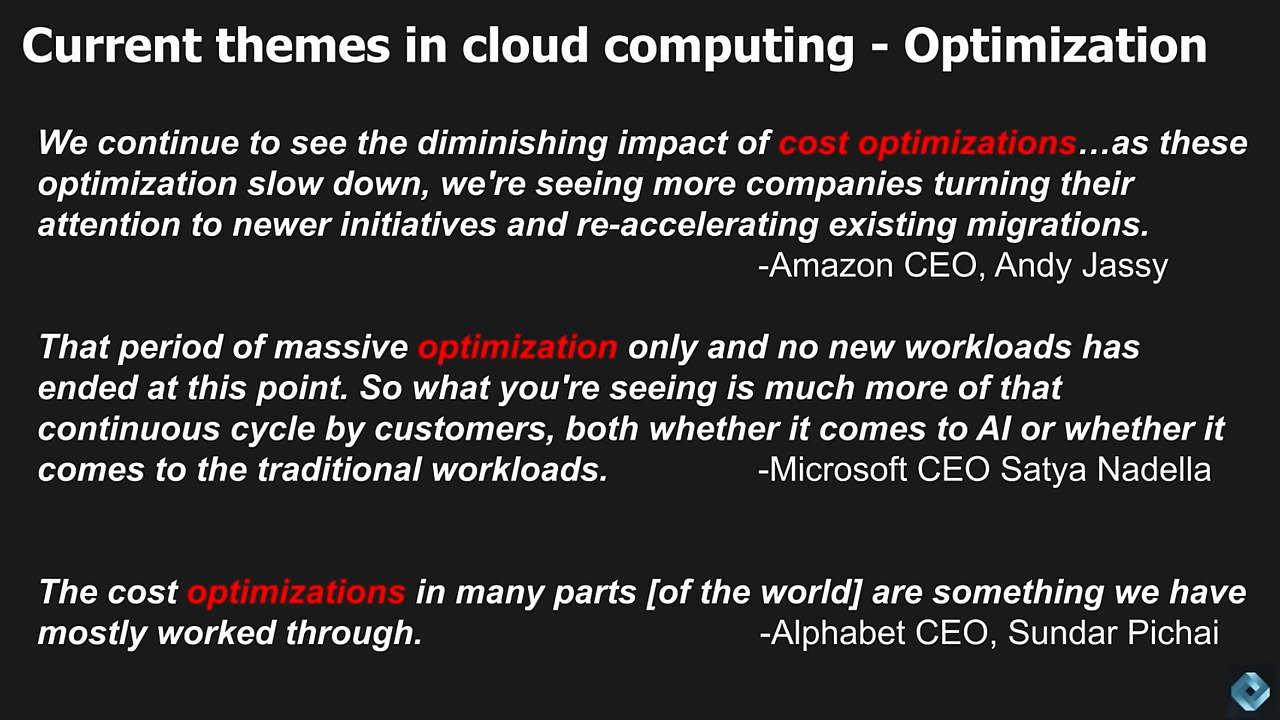 Current themes in cloud computing - Optimization
We continue to see the diminishing impact of cost optimizations…as these
optimization slow down, we're seeing more companies turning their
attention to newer initiatives and re-accelerating existing migrations.
-Amazon CEO, Andy Jassy
That period of massive optimization only and no new workloads has
ended at this point. So what you're seeing is much more of that
continuous cycle by customers, both whether it comes to AI or whether it
comes to the traditional workloads. -Microsoft CEO Satya Nadella
The cost optimizations in many parts [of the world] are something we have
mostly worked through. -Alphabet CEO, Sundar Pichai